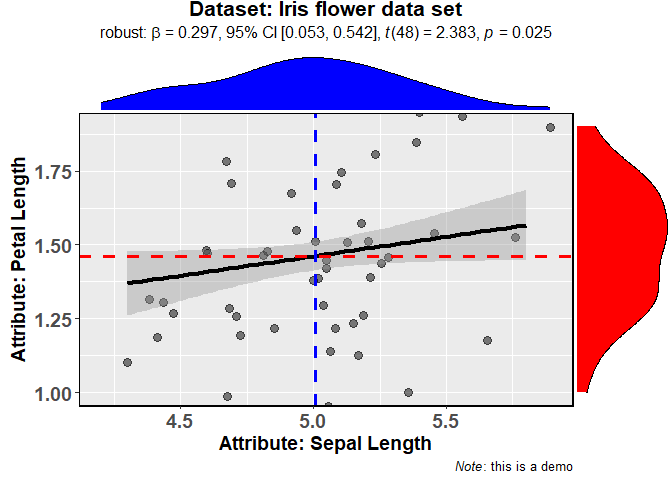 Dataset: Iris flower data set
robust: β = 0.297, 95% CI [0.053, 0.542], t(48) = 2.383, p = 0.025
Attribute: Petal Length
1.75
1.50
1.25
1.00
4.5 5.0 5.5
Attribute: Sepal Length
Note: this is a demo